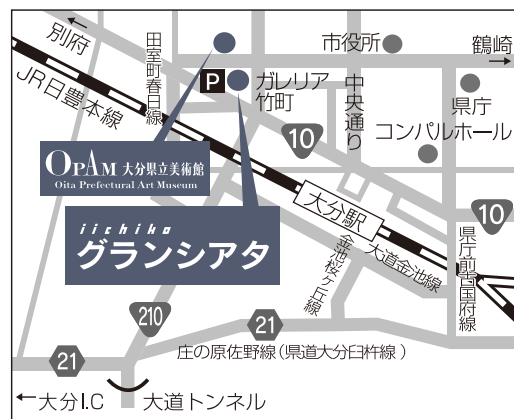 別府
田室町春日線
市役所
鶴崎
JR日豊本線
P
ガレリア
竹町
中央通り
県庁
コンパルホール
10
OPAM 大分県立美術館
Oita Prefectural Art Museum
大分駅
10
iichiko
グランシアタ
大道金池線
金池桜ヶ丘線
県庁前古国府線
210
21
庄の原佐野線（県道大分臼杵線）
21
大分I.C
大道トンネル